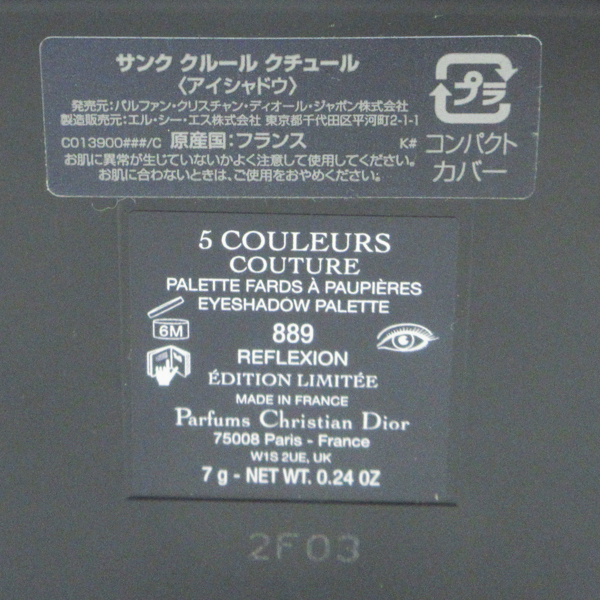 サンク クルール クチュール
〈アイシャドウ〉
発売元:パルファン・クリスチャン・ディオール・ジャポン株式会社
製造販売元:エル・シー・エス株式会社 東京都千代田区平河町2-1-1
C013900###/C 原産国:フランス K#
お肌に異常が生じていないかよく注意して使用してください。
お肌に合わないときは、ご使用をおやめください。
プラ
コンパクト
カバー
5 COULEURS
COUTURE
PALETTE FARDS À PAUPIÈRES
EYESHADOW PALETTE
6M
889
REFLEXION
ÉDITION LIMITÉE
MADE IN FRANCE
Parfums Christian Dior
75008 Paris - France
W1S 2UE, UK
7 g - NET WT. 0.24 OZ
2F03